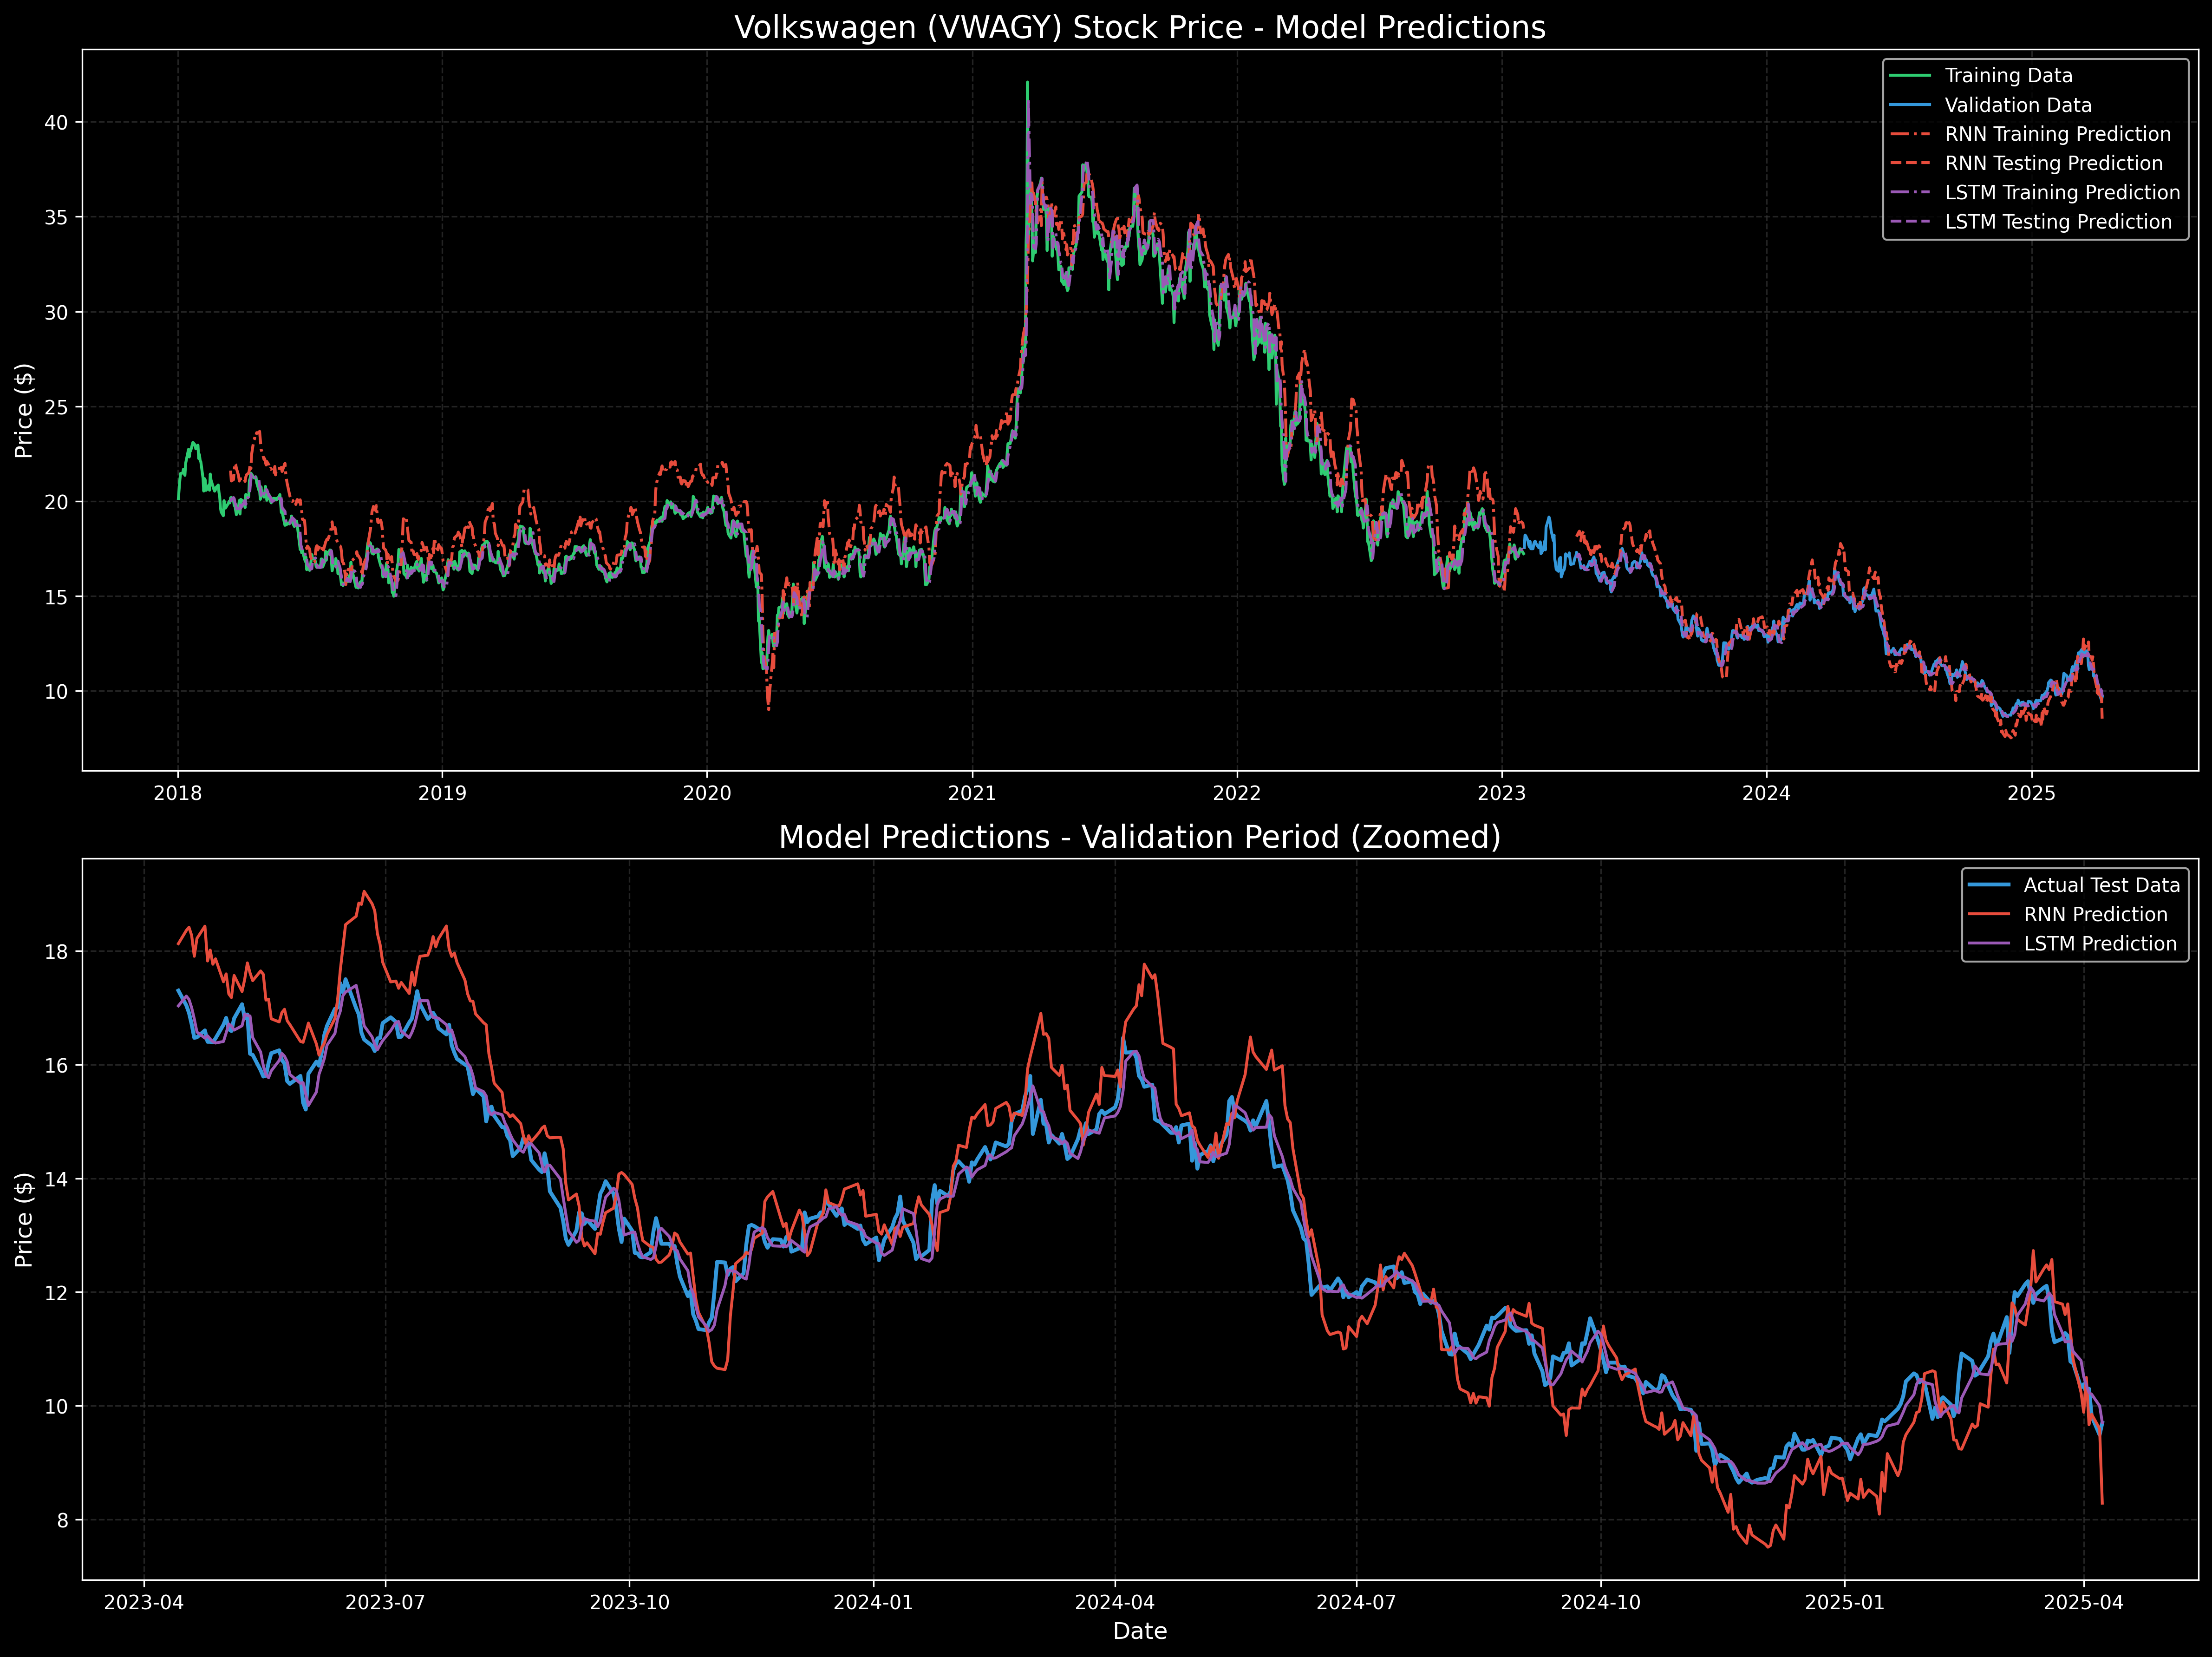 Volkswagen (VWAGY) Stock Price - Model Predictions
Training Data
Validation Data
RNN Training Prediction
RNN Testing Prediction
LSTM Training Prediction
LSTM Testing Prediction
Price ($)
40
35
30
25
20
15
10
2018
2019
2020
2021
2022
2023
2024
2025
Model Predictions - Validation Period (Zoomed)
Actual Test Data
RNN Prediction
LSTM Prediction
Price ($)
18
16
14
12
10
8
2023-04
2023-07
2023-10
2024-01
2024-04
2024-07
2024-10
2025-01
2025-04
Date